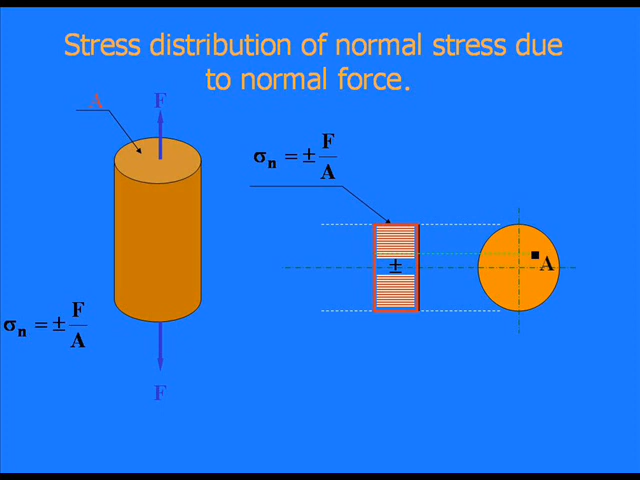 Stress distribution of normal stress due
to normal force.
A
F
σn = ± F/A
±
A
σn = ± F/A
F